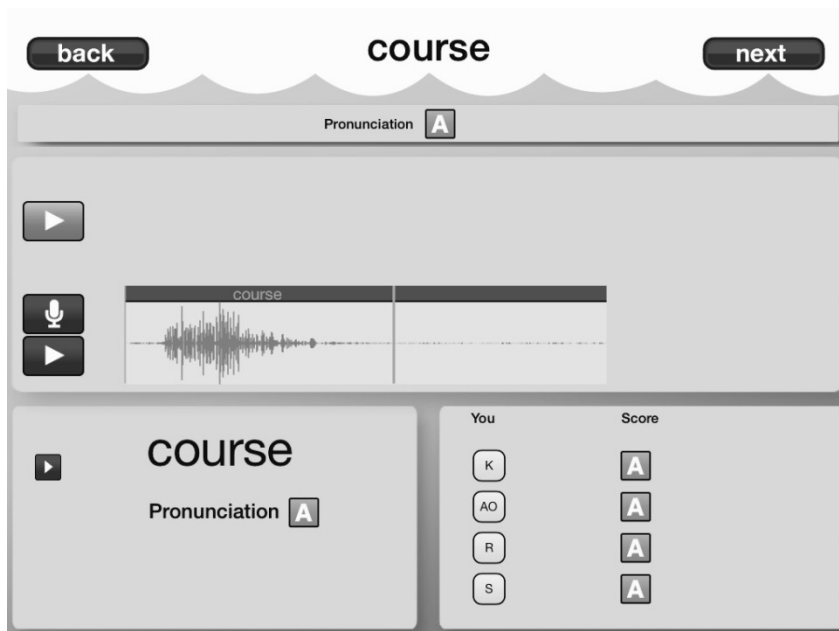 back
course
next
Pronunciation A
course
course
Pronunciation A
You Score
K A
AO A
R A
S A